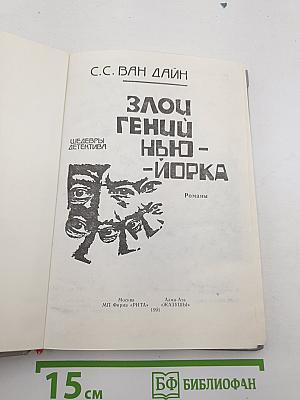 С.С. ВАН ДАЙН
ЗЛОЙ
ГЕНИЙ
НЬЮ-
-ЙОРКА
ШЕДЕВРЫ
ДЕТЕКТИВА
Романы
Москва
МП Фирма «РИТА»
Алма-Ата
«ЖАЗУШЫ»
1991
15 СМ
БФ БИБЛИОФАН